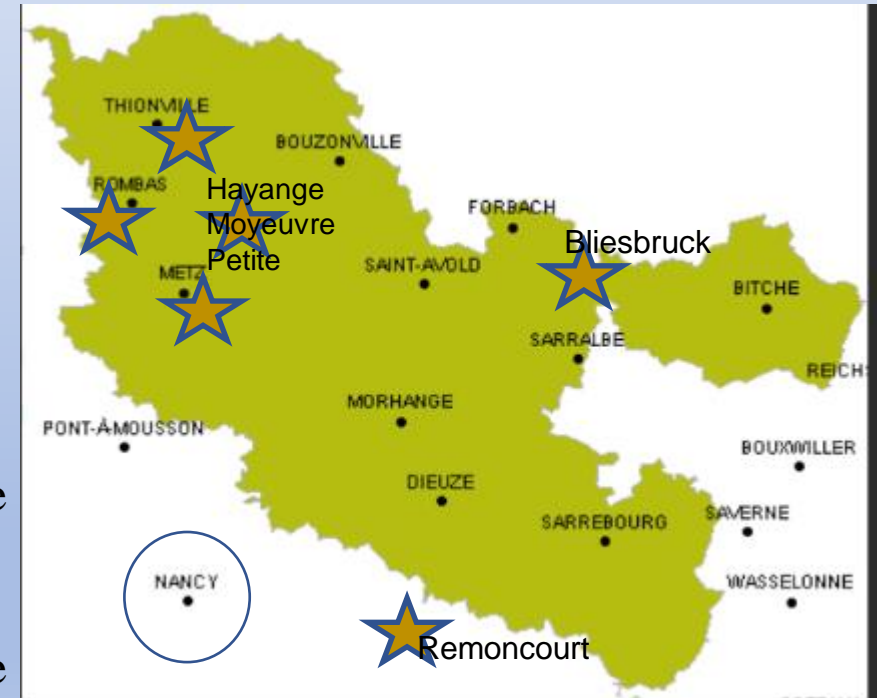 THIONVILLE
BOUZONVILLE
ROMBAS
Hayange
Moyeuvre
Petite
FORBACH
Bliesbruck
METZ
SAINT-AVOLD
BITCHE
SARRALBE
REICHS
MORHANGE
PONT-À-MOUSSON
BOUXWILLER
DIEUZE
e
SARREBOURG
SAVERNE
NANCY
WASSELONNE
Remoncourt
e